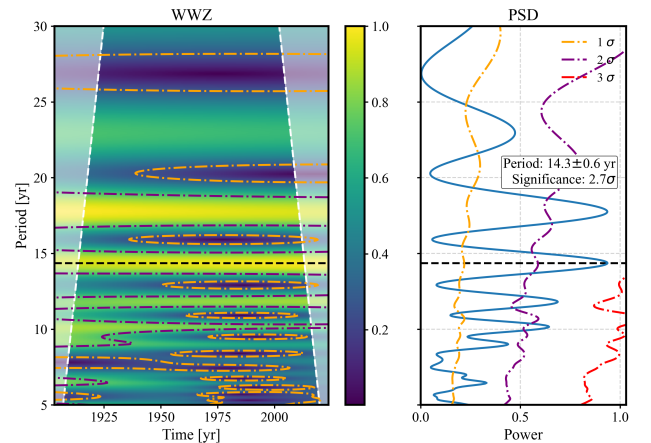 WWZ
PSD
30
25
20
15
10
5
Period [yr]
1925
1950
1975
2000
Time [yr]
1.0
0.8
0.6
0.4
0.2
1 σ
2 σ
3 σ
Period: 14.3±0.6 yr
Significance: 2.7σ
0.0
0.5
1.0
Power